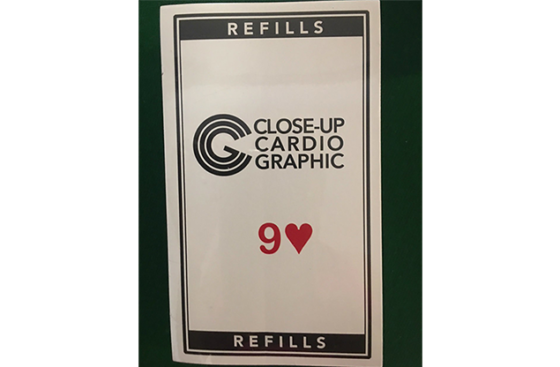 REFILLS
CLOSE-UP
CARDIO
GRAPHIC
9♥
REFILLS